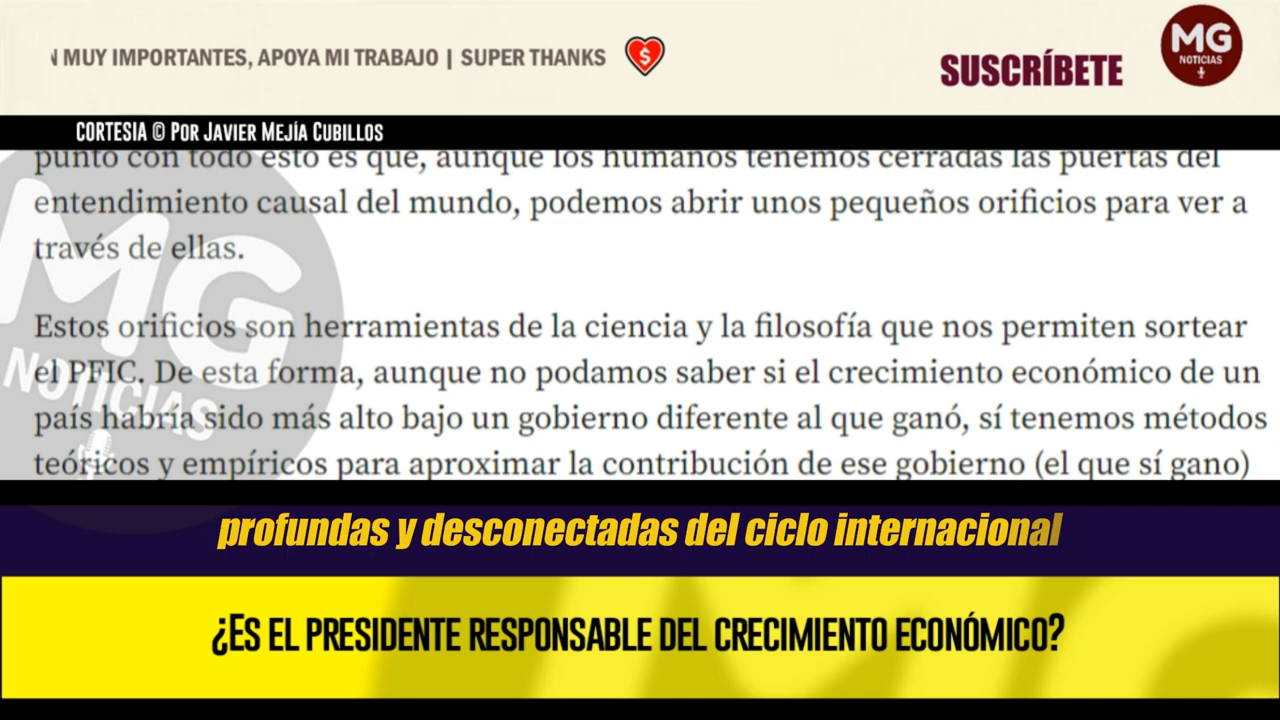 MUY IMPORTANTES, APOYA MI TRABAJO | SUPER THANKS
SUSCRÍBETE
MG
NOTICIAS
CORTESIA © POR JAVIER MEJÍA CUBILLOS
punto con todo esto es que, aunque los humanos tenemos cerradas las puertas del
entendimiento causal del mundo, podemos abrir unos pequeños orificios para ver a
través de ellas.
Estos orificios son herramientas de la ciencia y la filosofía que nos permiten sortear
el PFIC. De esta forma, aunque no podamos saber si el crecimiento económico de un
país habría sido más alto bajo un gobierno diferente al que ganó, sí tenemos métodos
teóricos y empíricos para aproximar la contribución de ese gobierno (el que sí gano)
MG
NOTICIAS
profundas y desconectadas del ciclo internacional
¿ES EL PRESIDENTE RESPONSABLE DEL CRECIMIENTO ECONÓMICO?